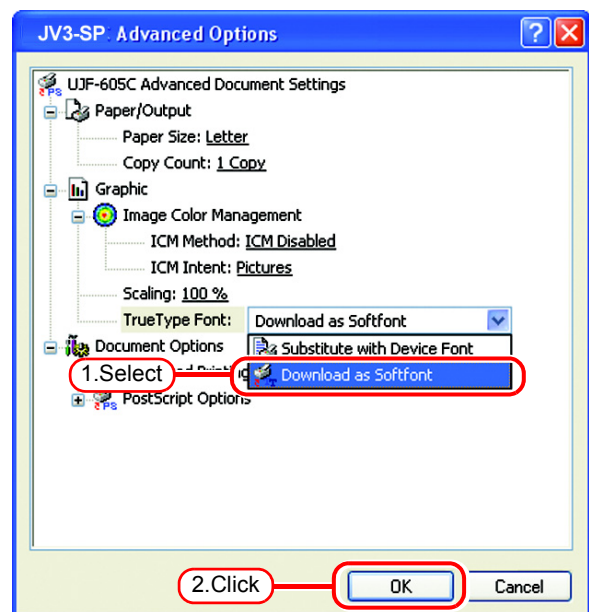 JV3-SP: Advanced Options
UJF-605C Advanced Document Settings
Paper/Output
Paper Size: Letter
Copy Count: 1 Copy
Graphic
Image Color Management
ICM Method: ICM Disabled
ICM Intent: Pictures
Scaling: 100 %
TrueType Font: Download as Softfont
Document Options
Substitute with Device Font
1.Select
Download as Softfont
PostScript Options
2.Click
OK
Cancel